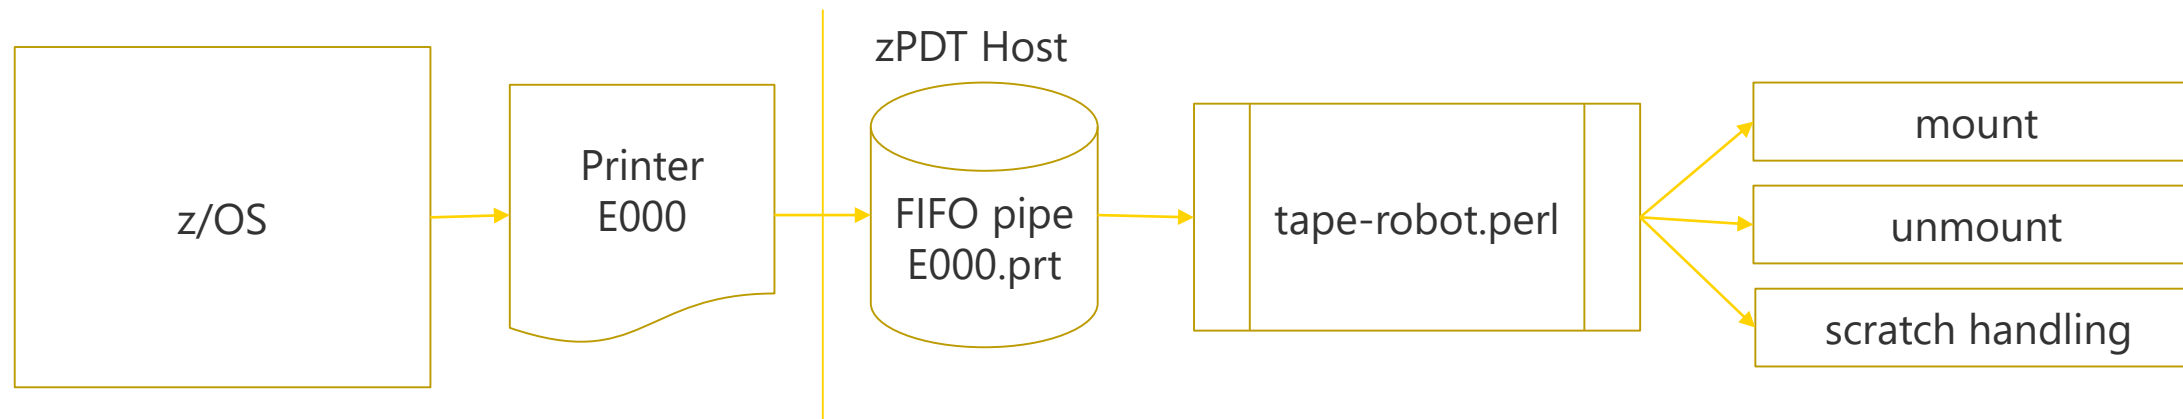 z/OS
Printer
E000
zPDT Host
FIFO pipe
E000.prt
tape-robot.perl
mount
unmount
scratch handling